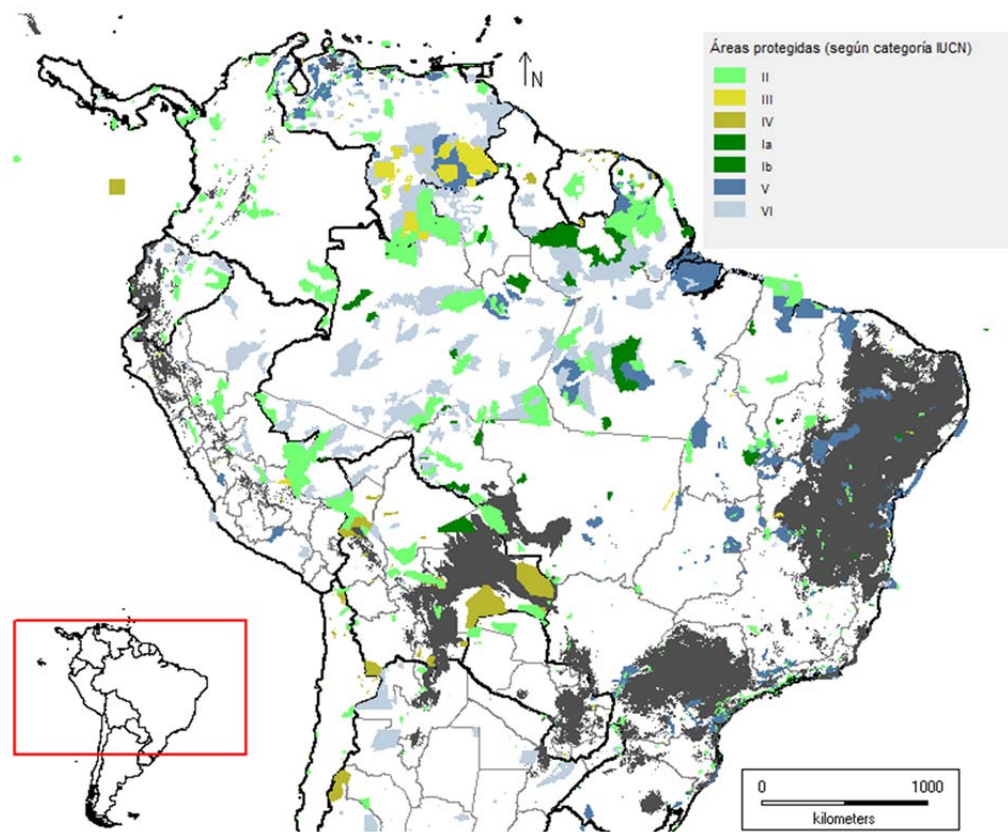 Áreas protegidas (según categoría IUCN)
II
III
IV
Ia
Ib
V
VI
N
0 1000
kilometers